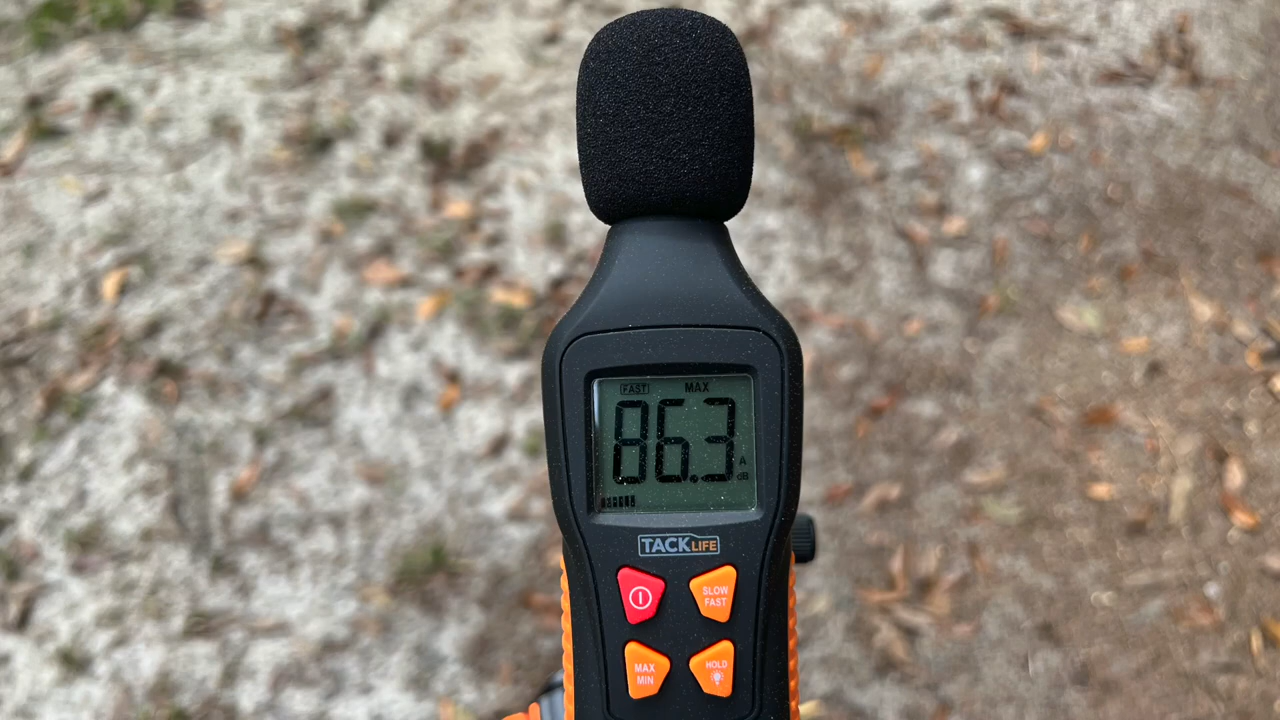 FAST MAX
86.3
A
dB
TACKLIFE
SLOW
FAST
MAX
MIN
HOLD